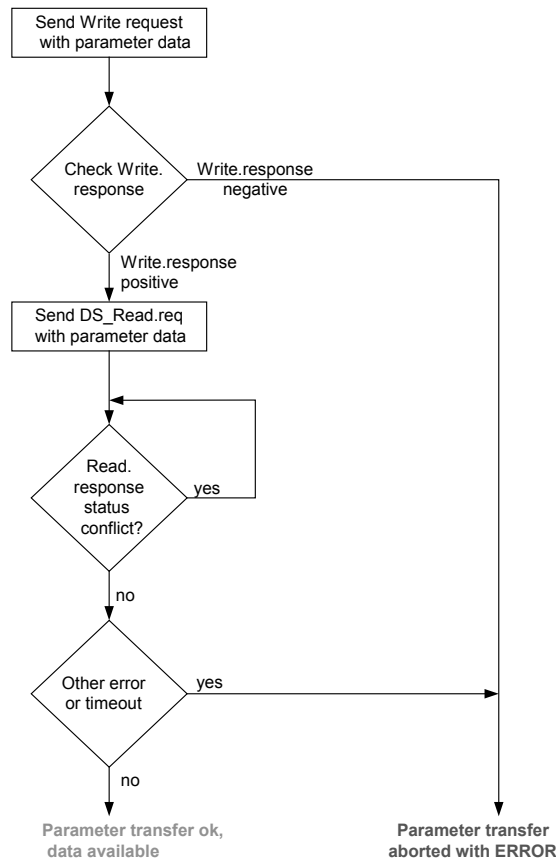 Send Write request
with parameter data
Check Write.
response
Write.response
negative
Write.response
positive
Send DS_Read.req
with parameter data
Read.
response
status
conflict?
yes
no
Other error
or timeout
yes
no
Parameter transfer ok,
data available
Parameter transfer
aborted with ERROR